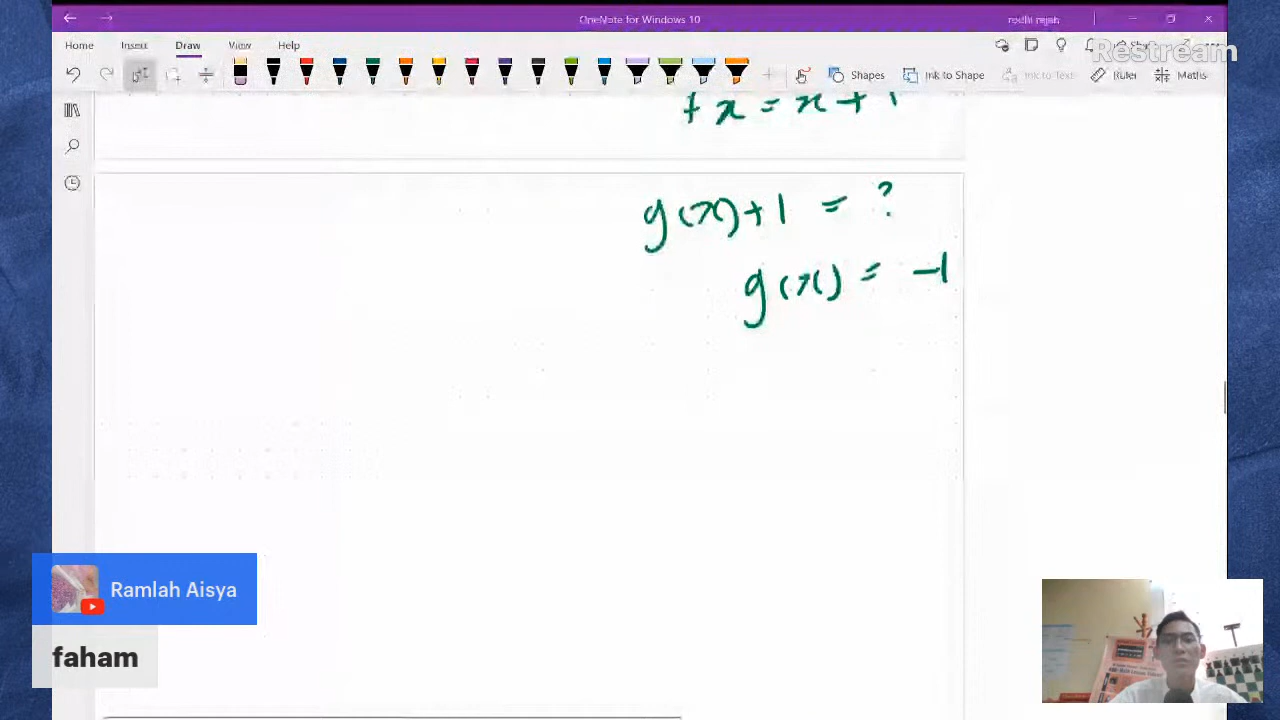 OneNote for Windows 10
Home Insert Draw View Help
Restream
Shapes Ink to Shape Ink to Text Ruler Maths
+ x = x + 1
g(x)+1 = ?
g(x) = -1
Ramlah Aisya
faham